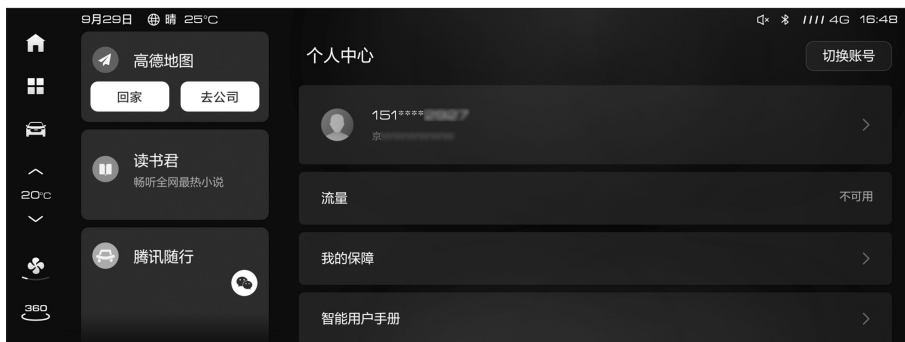 9月29日 晴 25°C
4G 16:48
高德地图
回家 去公司
读书君
畅听全网最热小说
腾讯随行
20°C
360
个人中心
切换账号
151****
京
流量 不可用
我的保障
智能用户手册